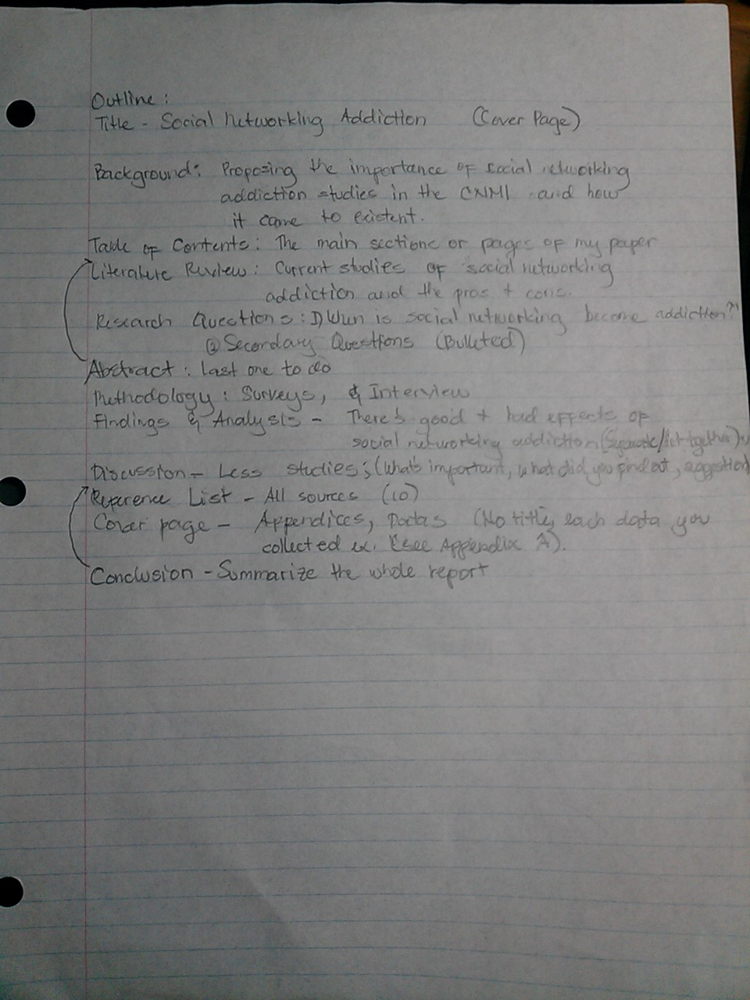 Outline:
Title - Social Networking Addiction (Cover Page)
Background: Proposing the importance of social networking
addiction studies in the CNMI and how
it came to existent.
Table of Contents: The main sections or pages of my paper
Literature Review: Current studies of social networking
addiction and the pros + cons.
Research Questions: 1) When is social networking become addiction?
② Secondary Questions (Bulleted)
Abstract: last one to do
Methodology: Surveys, & Interview
Findings & Analysis - There's good + bad effects of
social networking addiction
Discussion - Less studies; (What's important, what did you find out, suggestion)
Reference List - All sources (10)
Cover page - Appendices, Datas (No title, each data you
collected ex. (see Appendix A).
Conclusion - Summarize the whole report